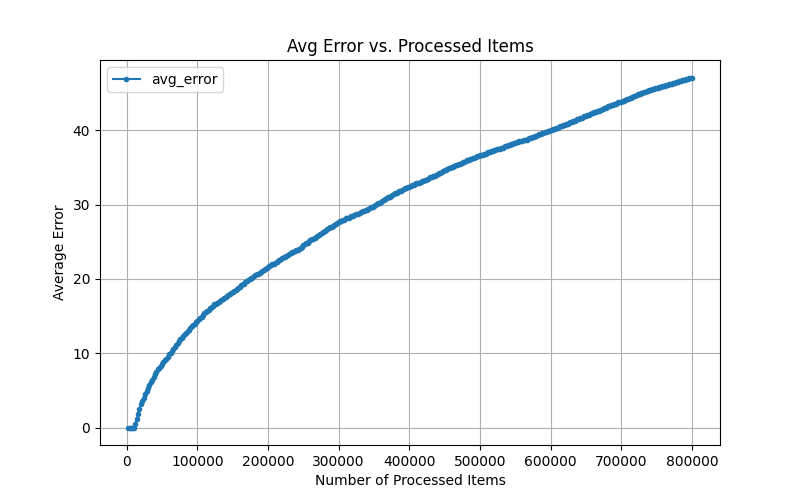 Avg Error vs. Processed Items
avg_error
Average Error
40
30
20
10
0
0 100000 200000 300000 400000 500000 600000 700000 800000
Number of Processed Items